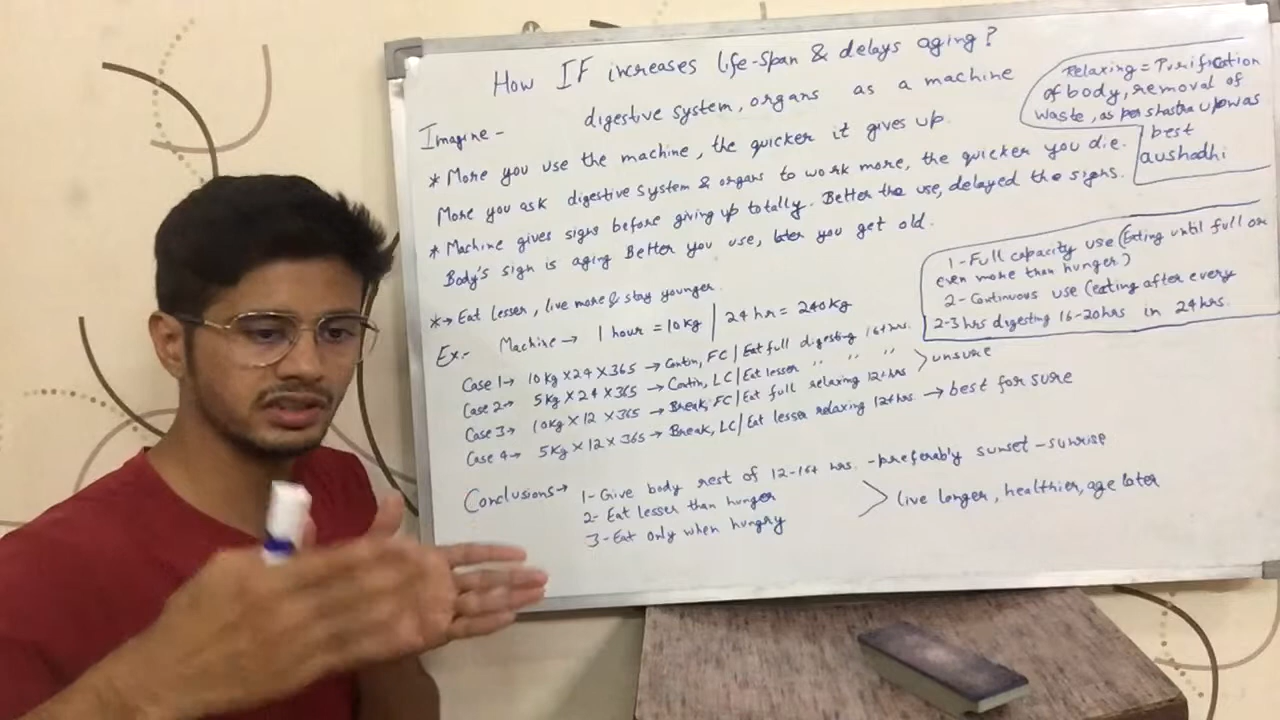 How IF increases life-span & delays aging?
Imagine - digestive system, organs as a machine
* More you use the machine, the quicker it gives up.
More you ask digestive system & organs to work more, the quicker you die.
* Machine gives signs before giving up totally. Better the use, delayed the signs.
Body's sign is aging Better you use, later you get old.
*→ Eat lesser, live more & stay younger.
Relaxing = Purification
of body, removal of
waste, as per shastra upwas
best
aushadhi
1-Full capacity use (Eating until full or
even more than hunger)
2- Continuous use (eating after every
2-3 hrs digesting 16-20hrs in 24hrs.
Ex:- Machine → 1 hour = 10kg | 24 hr = 240kg
Case 1→ 10kg×24×365 → Contin, FC/Eat full digesting 16+hrs.
Case 2→ 5kg×24×365 → Contin, LC/Eat lesser " " "
Case 3→ 10kg×12×365 → Break, FC/Eat full relaxing 12+hrs
> unsure
Case 4→ 5kg×12×365 → Break, LC/Eat lesser relaxing 12+hrs → best for sure
Conclusions→ 1-Give body rest of 12-16+ hrs. -preferably sunset-sunrise
2- Eat lesser than hunger
3-Eat only when hungry
> live longer, healthier, age later